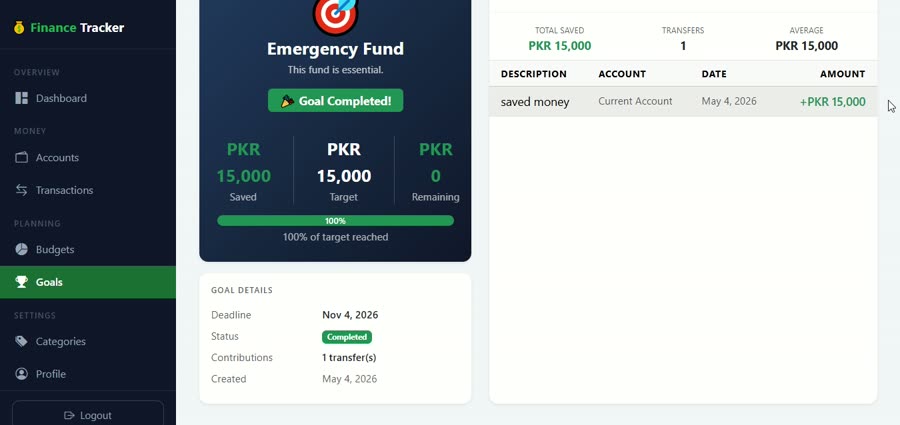 Finance Tracker
OVERVIEW
Dashboard
MONEY
Accounts
Transactions
PLANNING
Budgets
Goals
SETTINGS
Categories
Profile
Logout
Emergency Fund
This fund is essential.
Goal Completed!
PKR 15,000 Saved
PKR 15,000 Target
PKR 0 Remaining
100%
100% of target reached
GOAL DETAILS
Deadline Nov 4, 2026
Status Completed
Contributions 1 transfer(s)
Created May 4, 2026
TOTAL SAVED TRANSFERS AVERAGE
PKR 15,000 1 PKR 15,000
DESCRIPTION ACCOUNT DATE AMOUNT
saved money Current Account May 4, 2026 +PKR 15,000